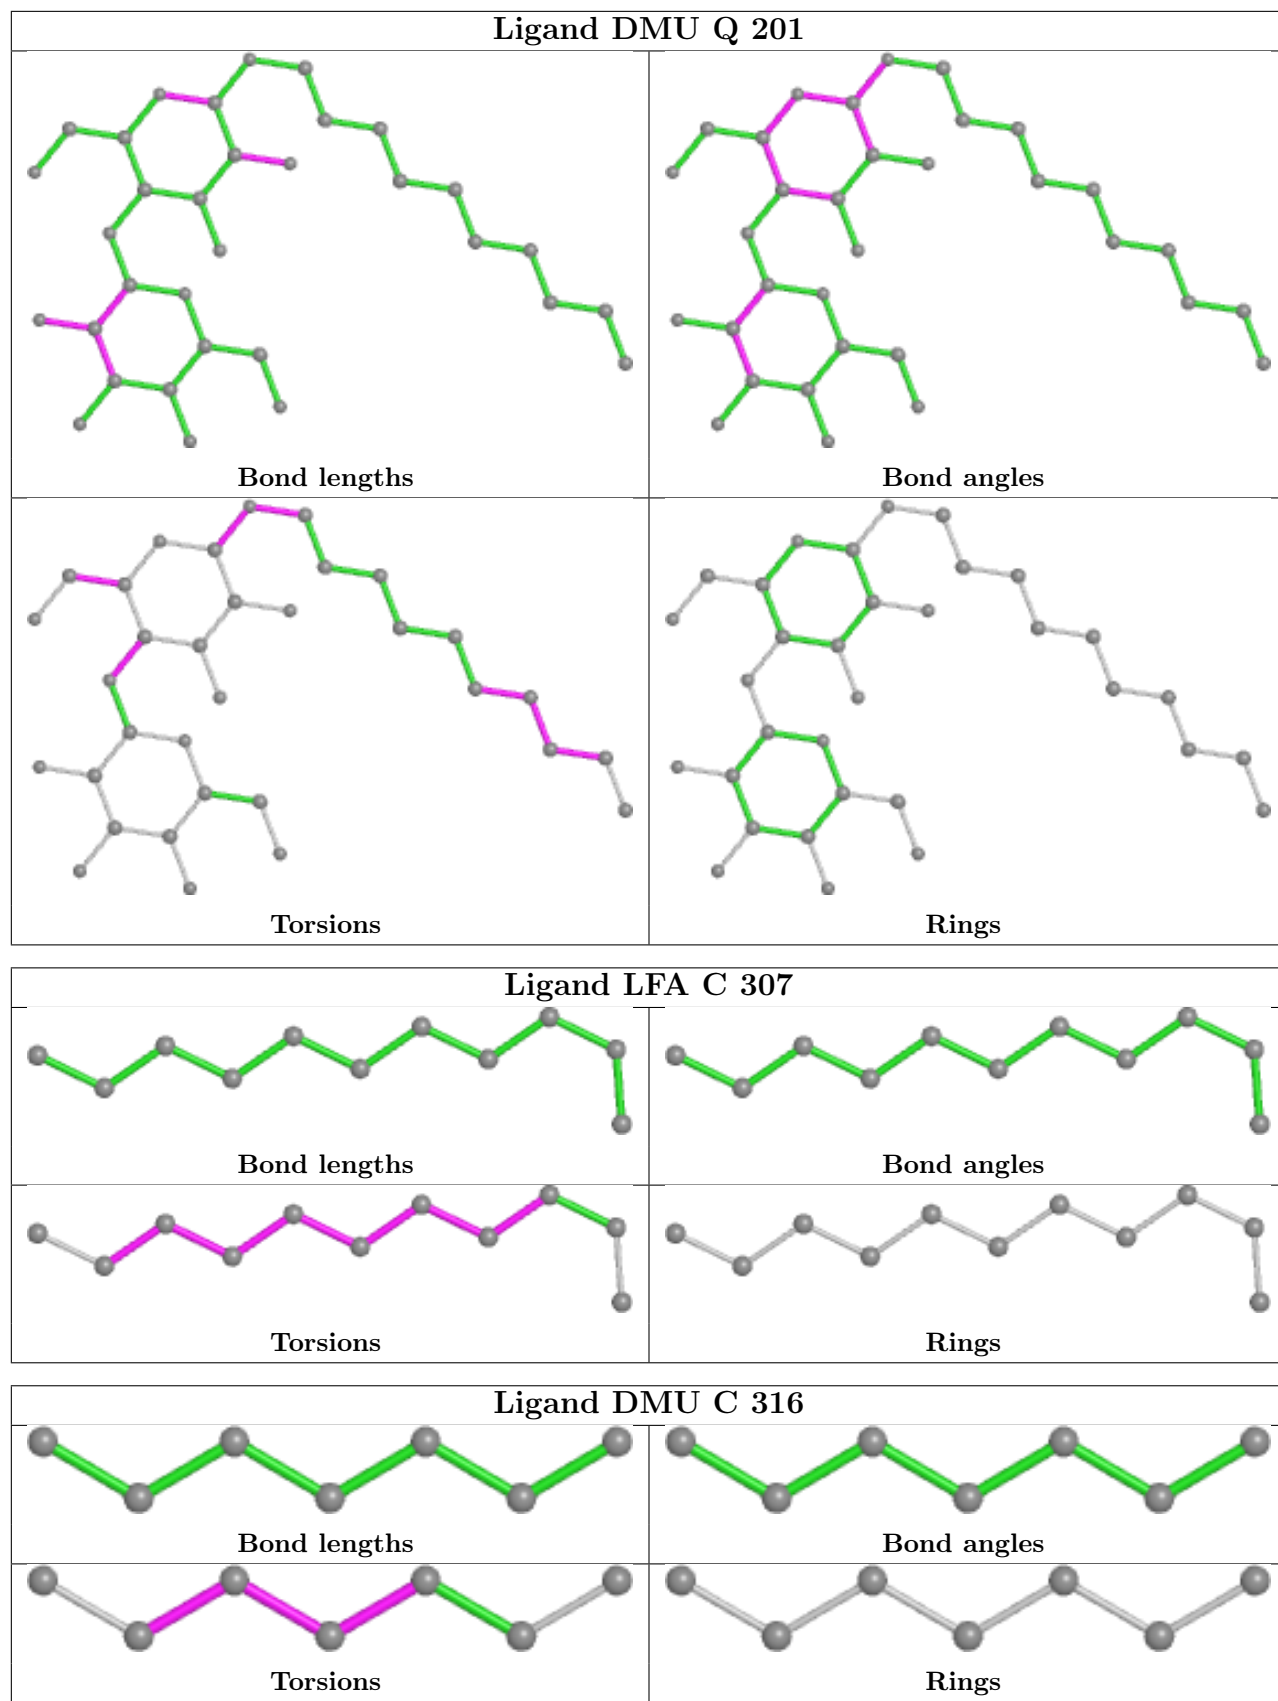 Ligand DMU Q 201
Bond lengths
Bond angles
Torsions
Rings
Ligand LFA C 307
Bond lengths
Bond angles
Torsions
Rings
Ligand DMU C 316
Bond lengths
Bond angles
Torsions
Rings